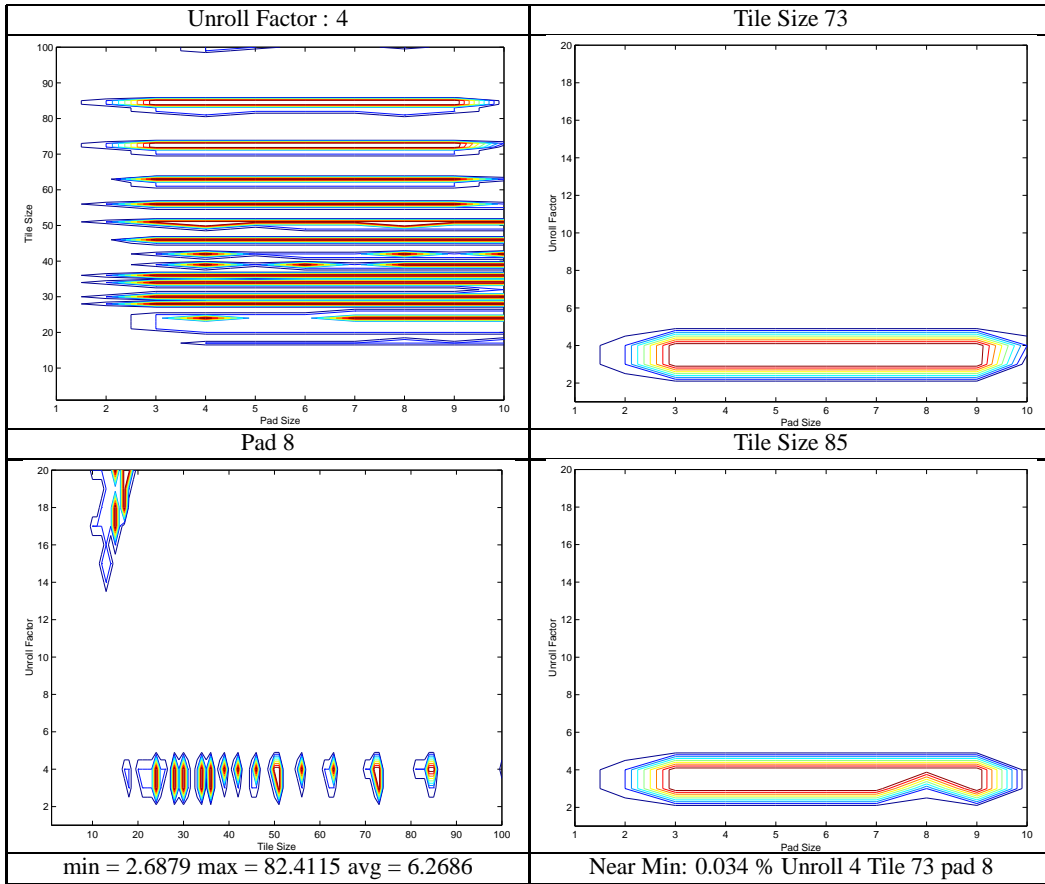 Unroll Factor : 4
Tile Size 73
100
90
80
70
60
50
40
30
20
10
Tile Size
1 2 3 4 5 6 7 8 9 10
Pad Size
20
18
16
14
12
10
8
6
4
2
Unroll Factor
1 2 3 4 5 6 7 8 9 10
Pad Size
Pad 8
Tile Size 85
20
18
16
14
12
10
8
6
4
2
Unroll Factor
10 20 30 40 50 60 70 80 90 100
Tile Size
20
18
16
14
12
10
8
6
4
2
Unroll Factor
1 2 3 4 5 6 7 8 9 10
Pad Size
min = 2.6879 max = 82.4115 avg = 6.2686
Near Min: 0.034 % Unroll 4 Tile 73 pad 8